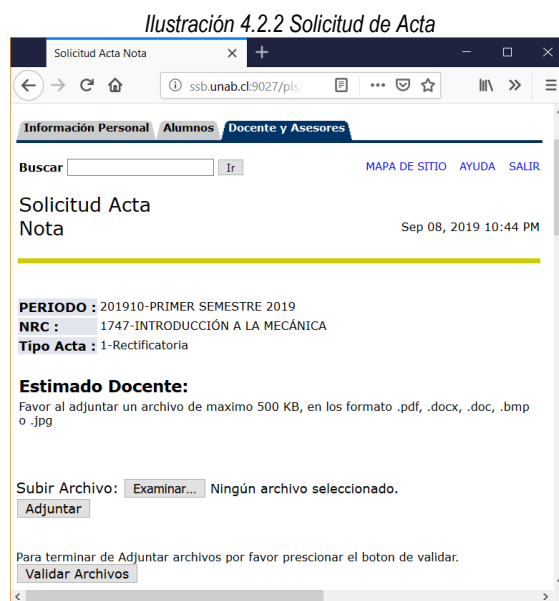 Ilustración 4.2.2 Solicitud de Acta
Solicitud Acta Nota
ssb.unab.cl:9027/pls/
Información Personal Alumnos Docente y Asesores
Buscar Ir MAPA DE SITIO AYUDA SALIR
Solicitud Acta
Nota
Sep 08, 2019 10:44 PM
PERIODO : 201910-PRIMER SEMESTRE 2019
NRC : 1747-INTRODUCCIÓN A LA MECÁNICA
Tipo Acta : 1-Rectificatoria
Estimado Docente:
Favor al adjuntar un archivo de maximo 500 KB, en los formato .pdf, .docx, .doc, .bmp
o .jpg
Subir Archivo: Examinar... Ningún archivo seleccionado.
Adjuntar
Para terminar de Adjuntar archivos por favor prescionar el boton de validar.
Validar Archivos